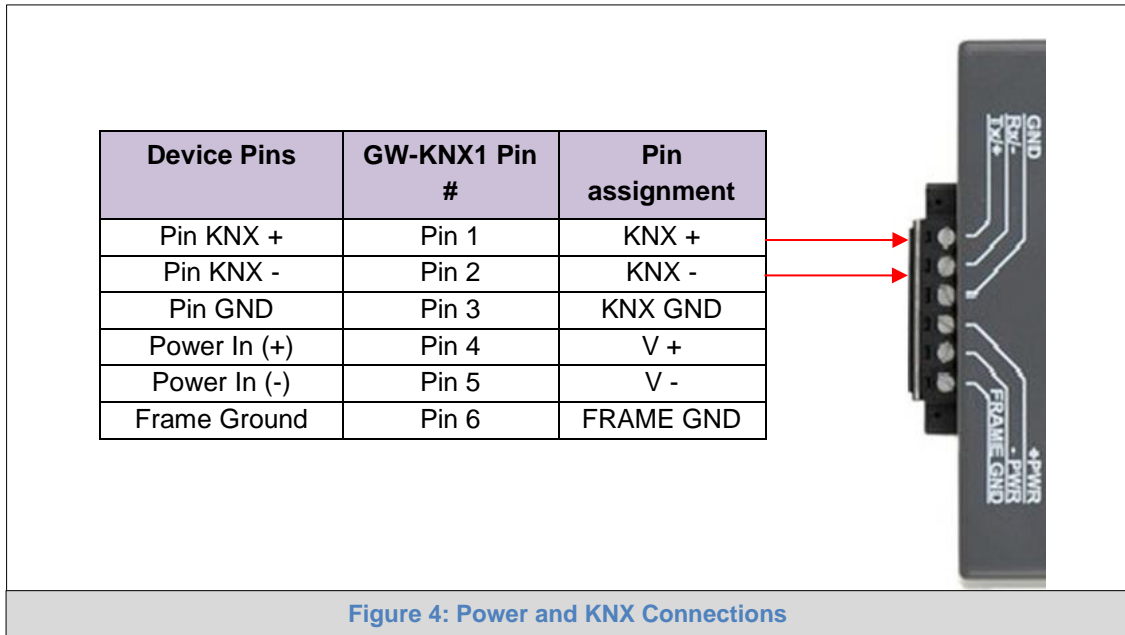 Device Pins GW-KNX1 Pin # Pin assignment
Pin KNX + Pin 1 KNX +
Pin KNX - Pin 2 KNX -
Pin GND Pin 3 KNX GND
Power In (+) Pin 4 V +
Power In (-) Pin 5 V -
Frame Ground Pin 6 FRAME GND
GND
Rx/-
Tx/+
+PWR
- PWR
FRAME GND
Figure 4: Power and KNX Connections